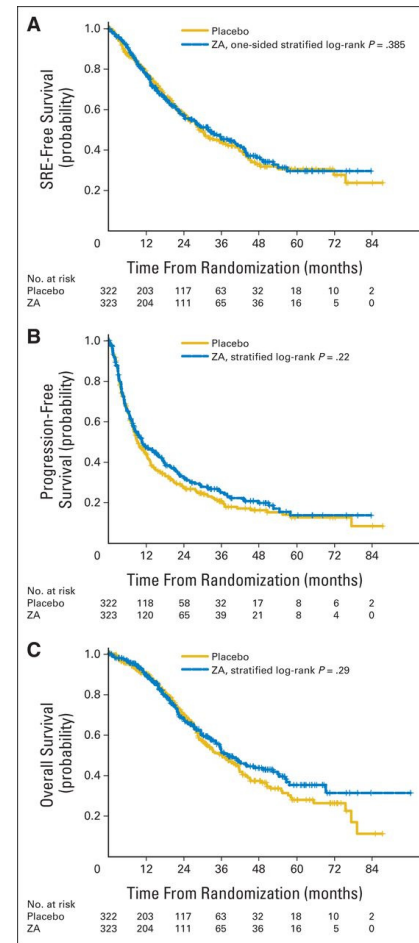 A
Placebo
ZA, one-sided stratified log-rank P = .385
SRE-Free Survival
(probability)
1.0
0.8
0.6
0.4
0.2
0 12 24 36 48 60 72 84
Time From Randomization (months)
No. at risk
Placebo 322 203 117 63 32 18 10 2
ZA 323 204 111 65 36 16 5 0
B
Placebo
ZA, stratified log-rank P = .22
Progression-Free
Survival (probability)
1.0
0.8
0.6
0.4
0.2
0 12 24 36 48 60 72 84
Time From Randomization (months)
No. at risk
Placebo 322 118 58 32 17 8 6 2
ZA 323 120 65 39 21 8 4 0
C
Placebo
ZA, stratified log-rank P = .29
Overall Survival
(probability)
1.0
0.8
0.6
0.4
0.2
0 12 24 36 48 60 72 84
Time From Randomization (months)
No. at risk
Placebo 322 203 117 63 32 18 10 2
ZA 323 204 111 65 36 16 5 0